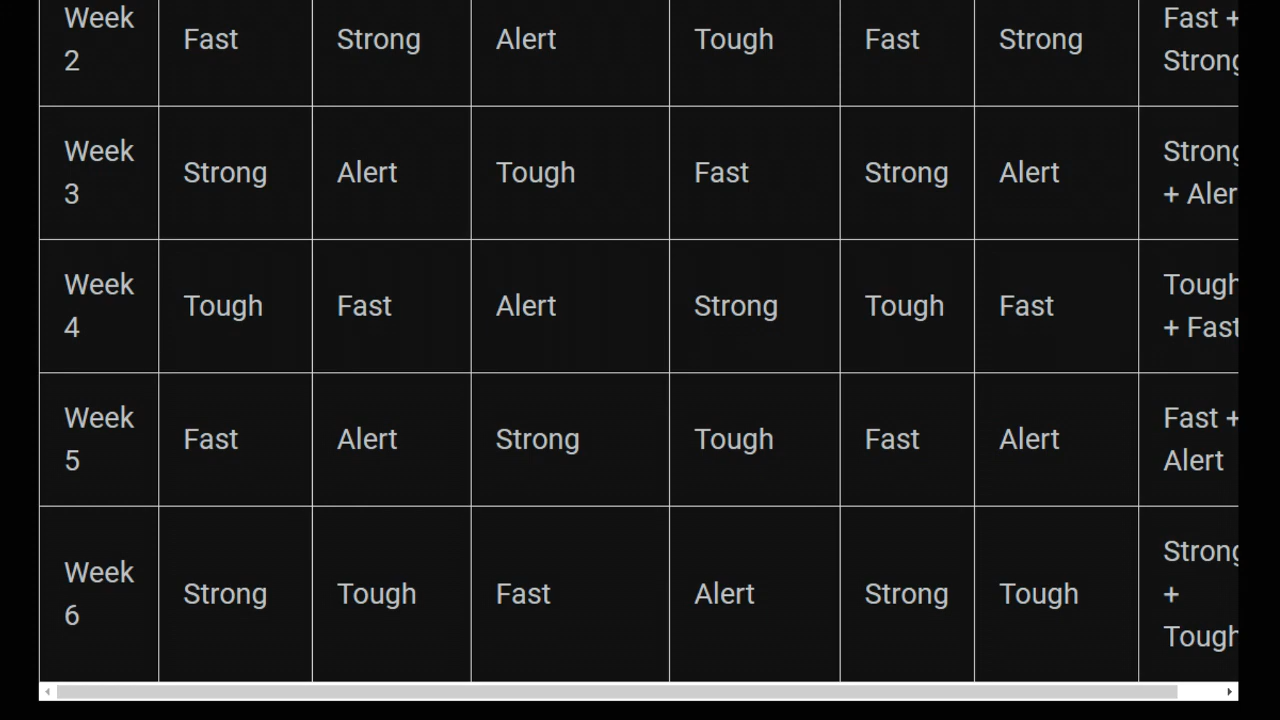 Week 2 Fast Strong Alert Tough Fast Strong Fast + Strong
Week 3 Strong Alert Tough Fast Strong Alert Strong + Aler
Week 4 Tough Fast Alert Strong Tough Fast Tough + Fast
Week 5 Fast Alert Strong Tough Fast Alert Fast + Alert
Week 6 Strong Tough Fast Alert Strong Tough Strong + Tough